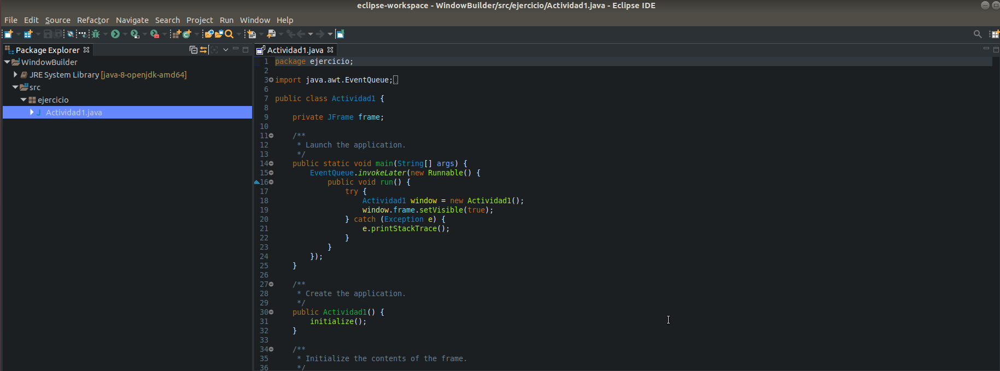 eclipse-workspace - WindowBuilder/src/ejercicio/Actividad1.java - Eclipse IDE
File Edit Source Refactor Navigate Search Project Run Window Help
Package Explorer
WindowBuilder
JRE System Library [java-8-openjdk-amd64]
src
ejercicio
Actividad1.java
Actividad1.java
1 package ejercicio;
2
3 import java.awt.EventQueue;
6
7 public class Actividad1 {
8
9     private JFrame frame;
10
11     /**
12      * Launch the application.
13      */
14     public static void main(String[] args) {
15         EventQueue.invokeLater(new Runnable() {
16             public void run() {
17                 try {
18                     Actividad1 window = new Actividad1();
19                     window.frame.setVisible(true);
20                 } catch (Exception e) {
21                     e.printStackTrace();
22                 }
23             }
24         });
25     }
26
27     /**
28      * Create the application.
29      */
30     public Actividad1() {
31         initialize();
32     }
33
34     /**
35      * Initialize the contents of the frame.
36      */